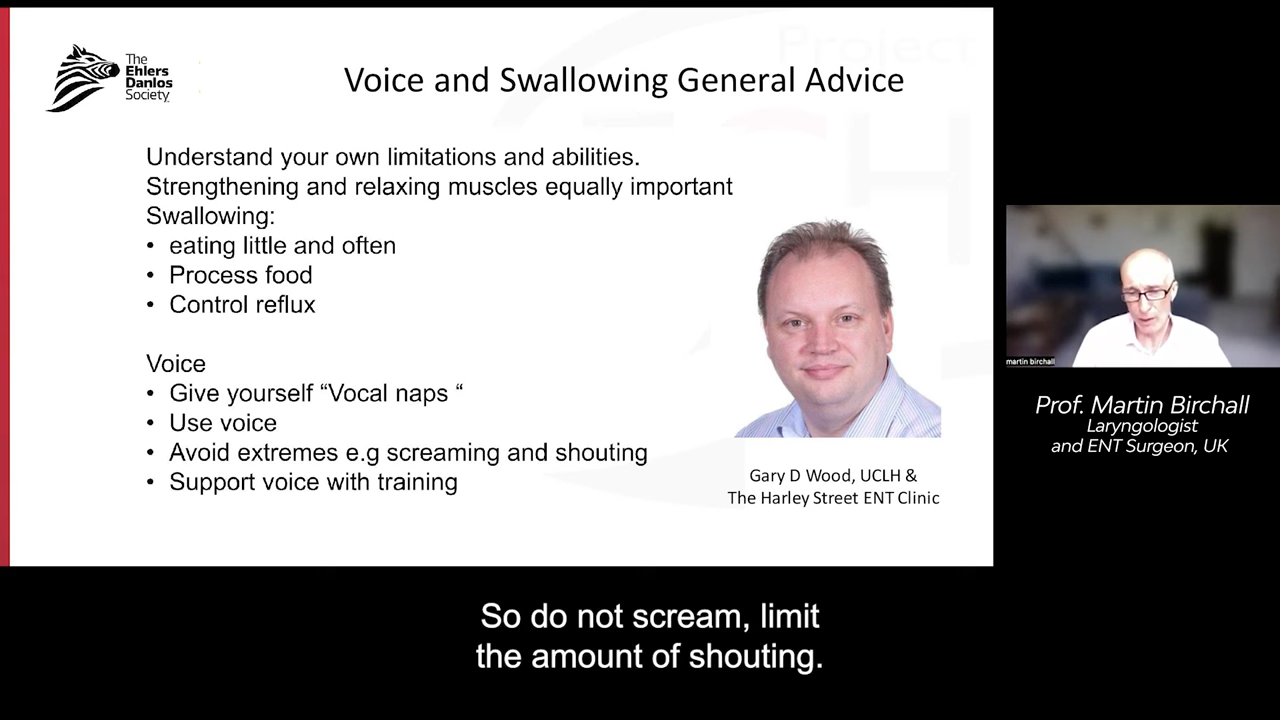 The
Ehlers
Danlos
Society
Project
Voice and Swallowing General Advice
Understand your own limitations and abilities.
Strengthening and relaxing muscles equally important
Swallowing:
• eating little and often
• Process food
• Control reflux
Voice
• Give yourself “Vocal naps “
• Use voice
• Avoid extremes e.g screaming and shouting
• Support voice with training
Gary D Wood, UCLH &
The Harley Street ENT Clinic
martin birchall
Prof. Martin Birchall
Laryngologist
and ENT Surgeon, UK
So do not scream, limit
the amount of shouting.